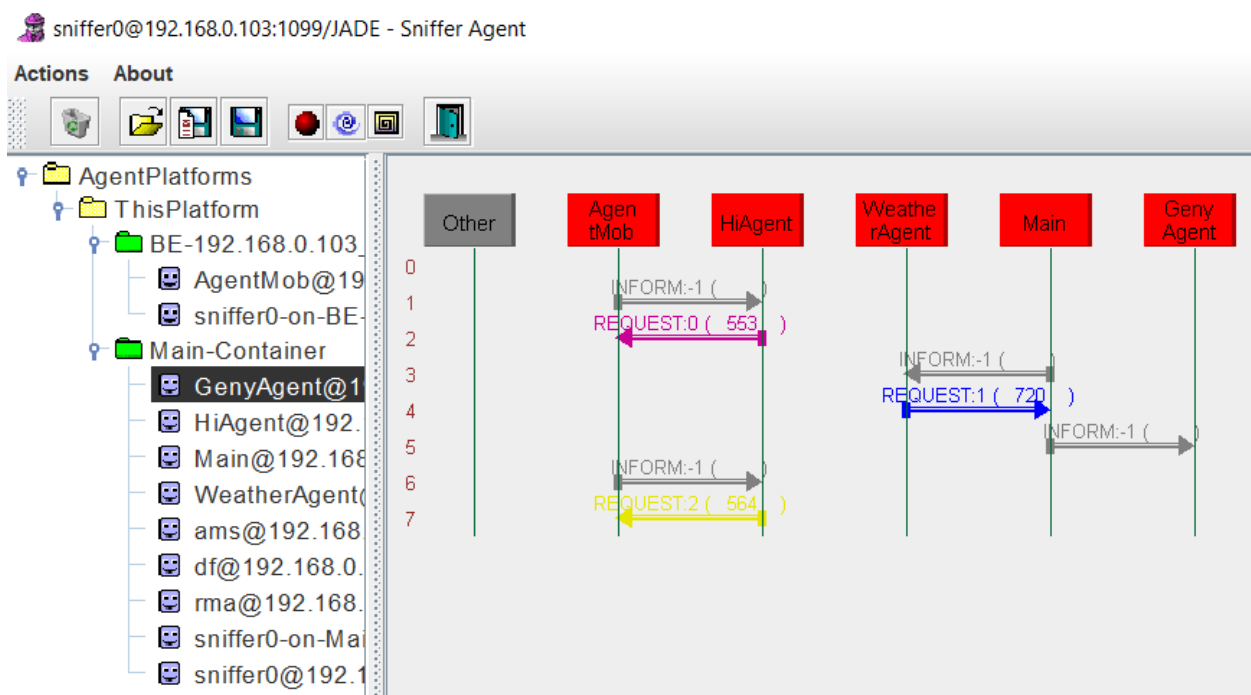 sniffer0@192.168.0.103:1099/JADE - Sniffer Agent
Actions About
AgentPlatforms
ThisPlatform
BE-192.168.0.103_
AgentMob@19
sniffer0-on-BE-
Main-Container
GenyAgent@1
HiAgent@192.
Main@192.168
WeatherAgent(
ams@192.168
df@192.168.0.
rma@192.168.
sniffer0-on-Mai
sniffer0@192.1
Other
Agen
tMob
HiAgent
Weathe
rAgent
Main
Geny
Agent
0
INFORM:-1 ( )
1
REQUEST:0 ( 553 )
2
INFORM:-1 ( )
3
REQUEST:1 ( 720 )
4
INFORM:-1 ( )
5
INFORM:-1 ( )
6
REQUEST:2 ( 564 )
7